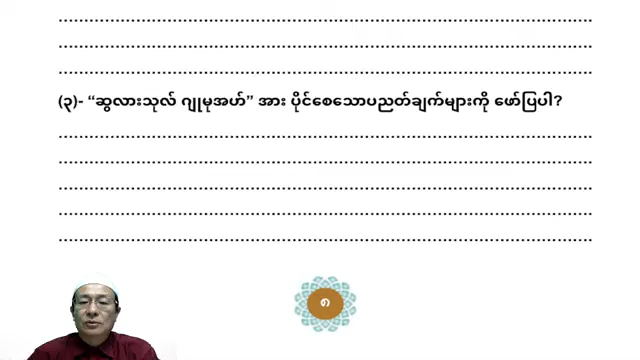 (၃)- “ဆွလားသုလ် ဂျုမုအဟ်” အား ပိုင်စေသောပညတ်ချက်များကို ဖော်ပြပါ?
၈